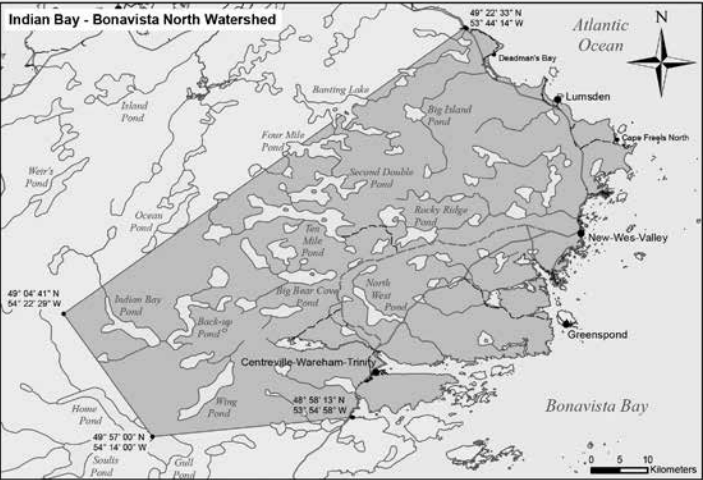 Indian Bay - Bonavista North Watershed
49° 22' 33" N
53° 44' 14" W
Atlantic
Ocean
N
Deadman's Bay
Island
Pond
Banting Lake
Lumsden
Big Island
Pond
Four Mile
Pond
Cape Freels North
Weir's
Pond
Second Double
Pond
Ocean
Pond
Rocky Ridge
Pond
Ten
Mile
Pond
New-Wes-Valley
49° 04' 41" N
54° 22' 29" W
Indian Bay
Pond
Big Bear Cave
Pond
North
West
Pond
Back-up
Pond
Greenspond
Centreville-Wareham-Trinity
48° 58' 13" N
53° 54' 58" W
Wing
Pond
Home
Pond
Bonavista Bay
49° 57' 00" N
54° 14' 00" W
Soulis
Pond
Gull
Pond
0 5 10
Kilometers